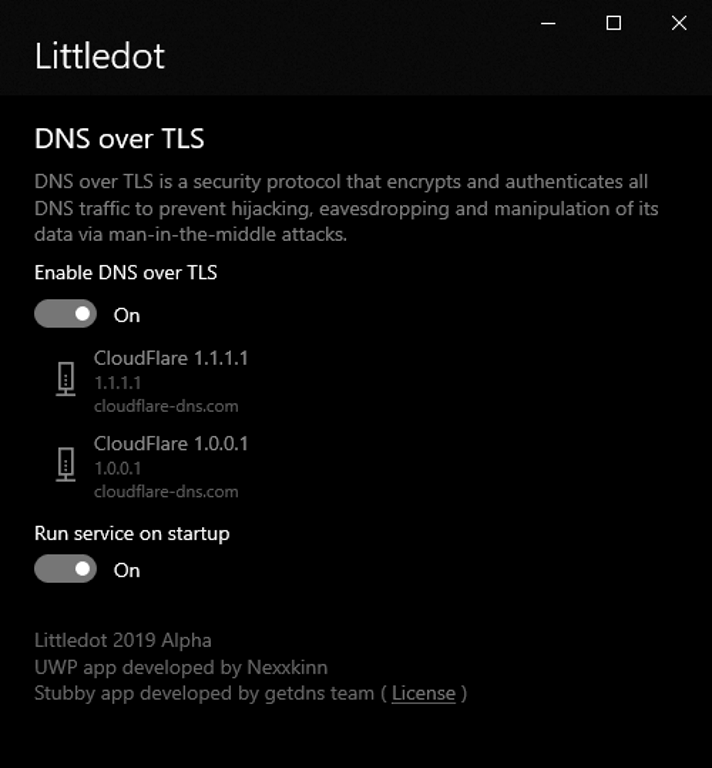 Littledot
DNS over TLS
DNS over TLS is a security protocol that encrypts and authenticates all
DNS traffic to prevent hijacking, eavesdropping and manipulation of its
data via man-in-the-middle attacks.
Enable DNS over TLS
On
CloudFlare 1.1.1.1
1.1.1.1
cloudflare-dns.com
CloudFlare 1.0.0.1
1.0.0.1
cloudflare-dns.com
Run service on startup
On
Littledot 2019 Alpha
UWP app developed by Nexxkinn
Stubby app developed by getdns team ( License )